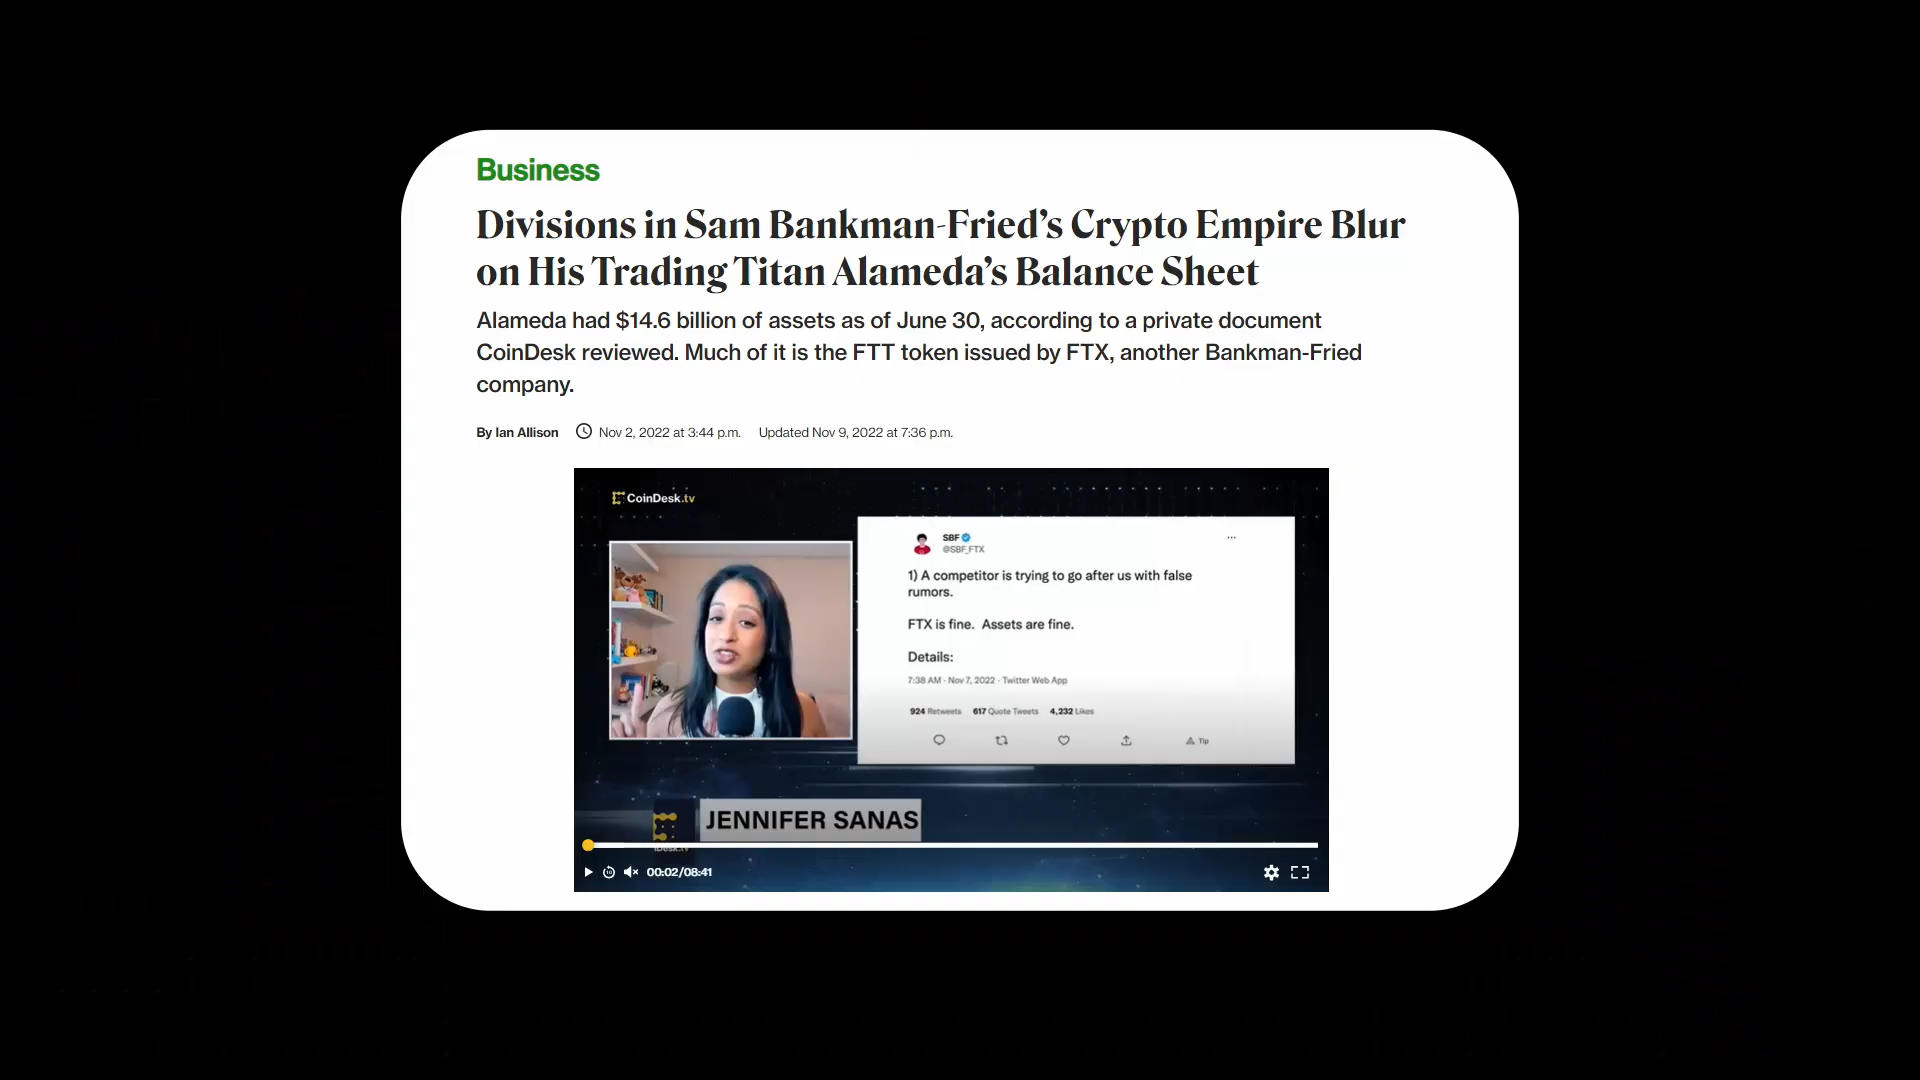 Business
Divisions in Sam Bankman-Fried’s Crypto Empire Blur
on His Trading Titan Alameda’s Balance Sheet
Alameda had $14.6 billion of assets as of June 30, according to a private document
CoinDesk reviewed. Much of it is the FTT token issued by FTX, another Bankman-Fried
company.
By Ian Allison Nov 2, 2022 at 3:44 p.m. Updated Nov 9, 2022 at 7:36 p.m.
CoinDesk.tv
SBF
@SBF_FTX
1) A competitor is trying to go after us with false
rumors.
FTX is fine.  Assets are fine.
Details:
7:38 AM · Nov 7, 2022 · Twitter Web App
924 Retweets 617 Quote Tweets 4,232 Likes
Tip
JENNIFER SANAS
00:02/08:41